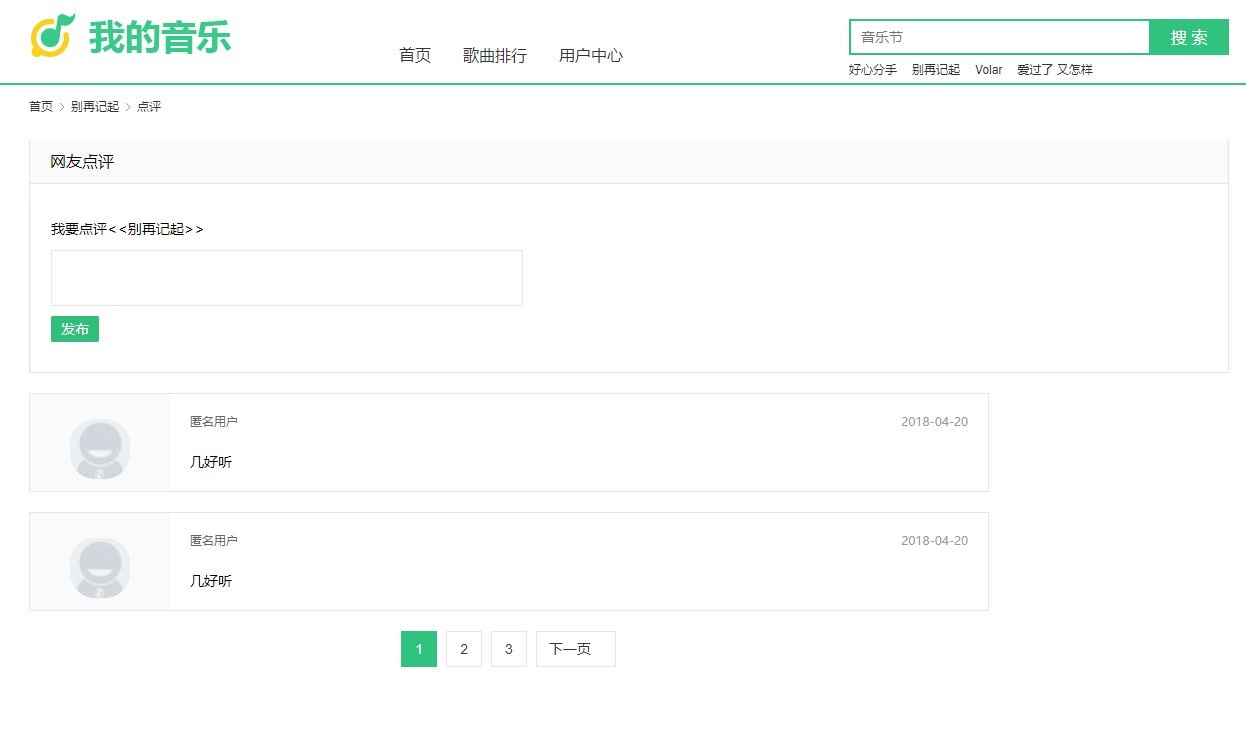 我的音乐
首页 歌曲排行 用户中心
音乐节 搜 索
好心分手 别再记起 Volar 爱过了 又怎样
首页 > 别再记起 > 点评
网友点评
我要点评<<别再记起>>
发布
匿名用户 2018-04-20
几好听
匿名用户 2018-04-20
几好听
1 2 3 下一页